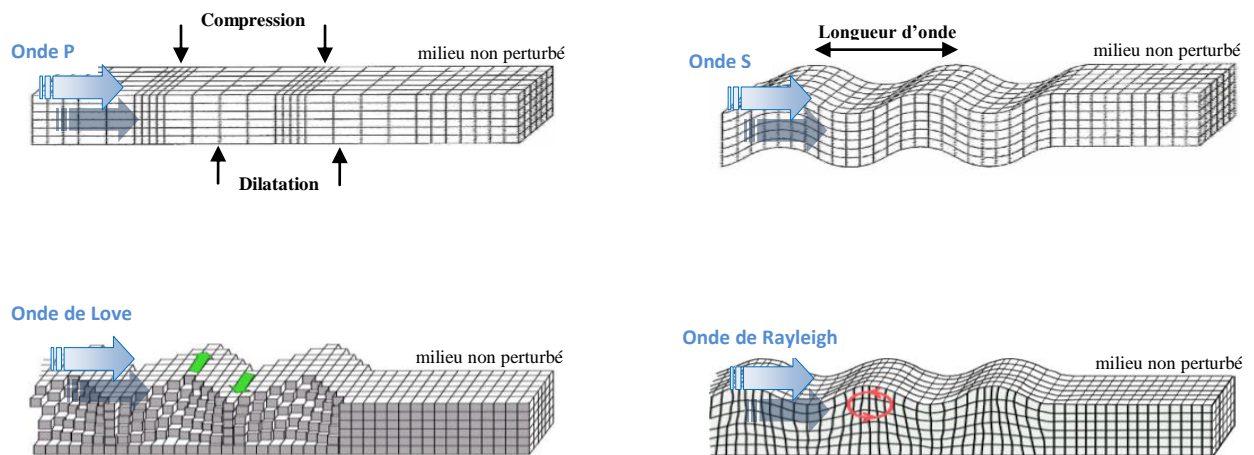 Compression
Onde P
milieu non perturbé
Dilatation
Longueur d’onde
Onde S
milieu non perturbé
Onde de Love
milieu non perturbé
Onde de Rayleigh
milieu non perturbé